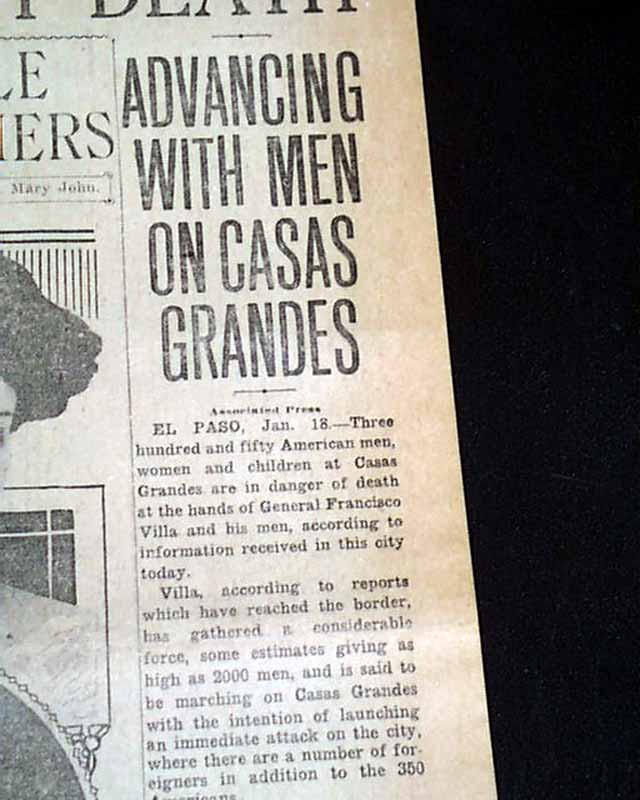 DEATH
LE
IERS
Mary John.
ADVANCING
WITH MEN
ON CASAS
GRANDES
Associated Press
EL PASO, Jan. 18.—Three
hundred and fifty American men,
women and children at Casas
Grandes are in danger of death
at the hands of General Francisco
Villa and his men, according to
information received in this city
today.
Villa, according to reports
which have reached the border,
has gathered a considerable
force, some estimates giving as
high as 2000 men, and is said to
be marching on Casas Grandes
with the intention of launching
an immediate attack on the city,
where there are a number of for-
eigners in addition to the 350
Americans.